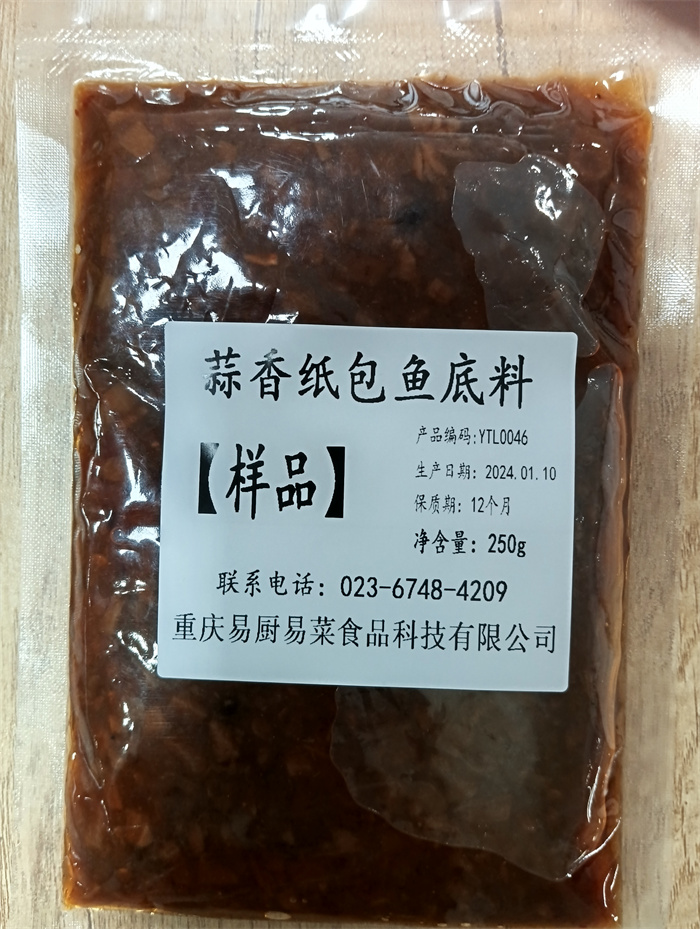 蒜香纸包鱼底料
【样品】
产品编码:YTL0046
生产日期: 2024.01.10
保质期: 12个月
净含量: 250g
联系电话: 023-6748-4209
重庆易厨易菜食品科技有限公司